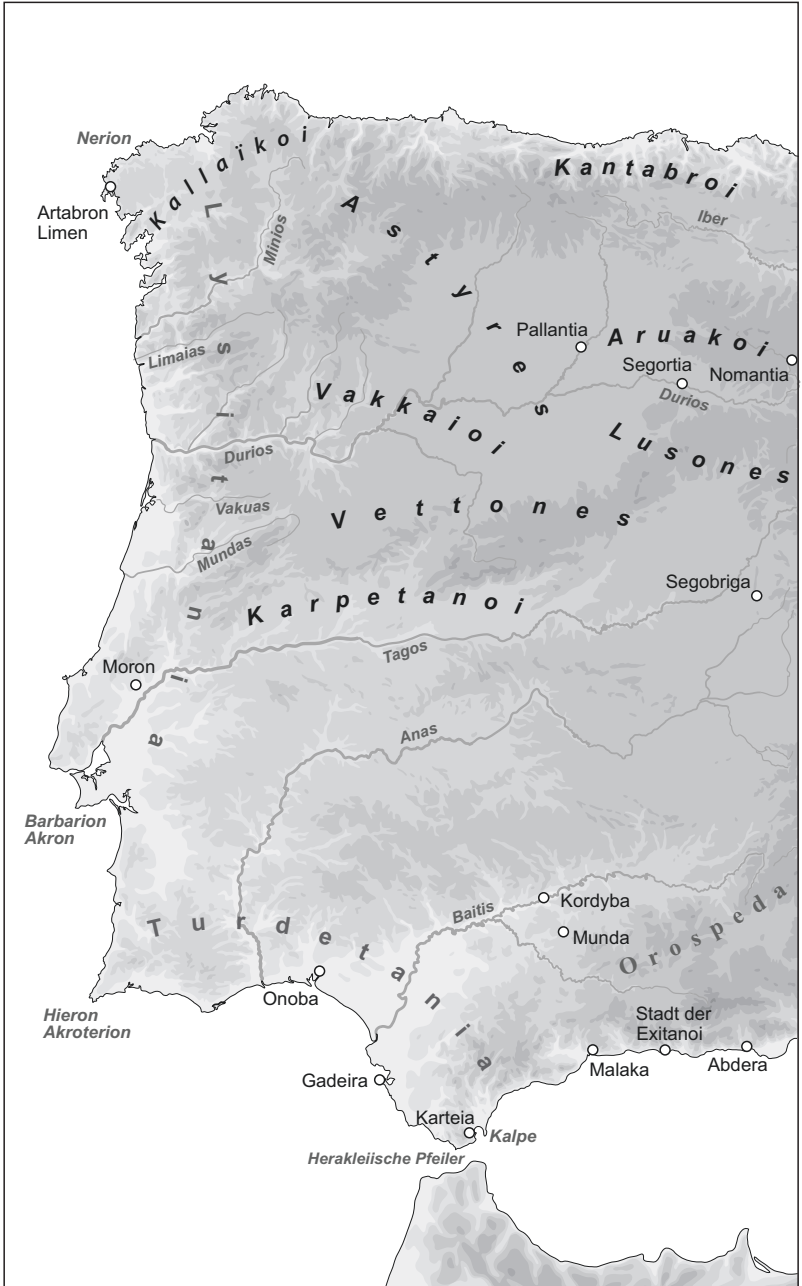 Nerion
Kallaïkoi
Kantabroi
Artabron
Limen
Lysitania
Astyres
Minios
Iber
Pallantia
Aruakoi
Limaias
Segortia
Nomantia
Durios
Vakkaioi
Lusones
Durios
Vakuas
Vettones
Mundas
Segobriga
Karpetanoi
Tagos
Moron
Anas
Barbarion
Akron
Kordyba
Baitis
Munda
Orospeda
Turdetania
Onoba
Hieron
Akroterion
Stadt der
Exitanoi
Malaka
Abdera
Gadeira
Karteia
Kalpe
Herakleiische Pfeiler